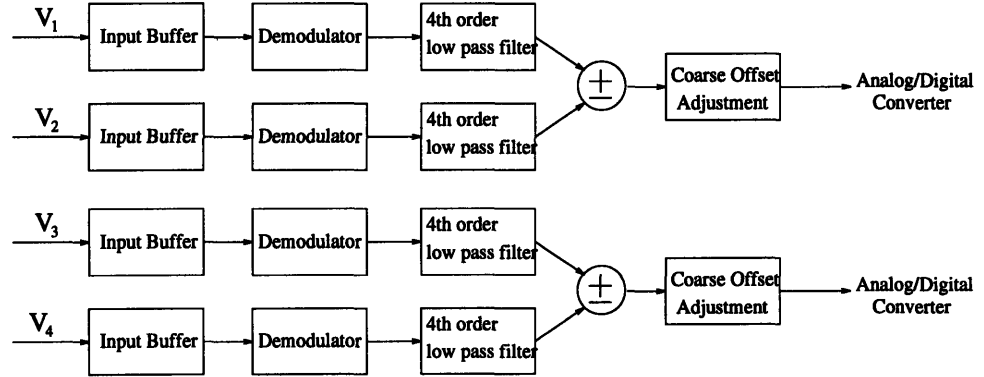 V1
Input Buffer
Demodulator
4th order
low pass filter
V2
Input Buffer
Demodulator
4th order
low pass filter
+
−
Coarse Offset
Adjustment
Analog/Digital
Converter
V3
Input Buffer
Demodulator
4th order
low pass filter
V4
Input Buffer
Demodulator
4th order
low pass filter
+
−
Coarse Offset
Adjustment
Analog/Digital
Converter